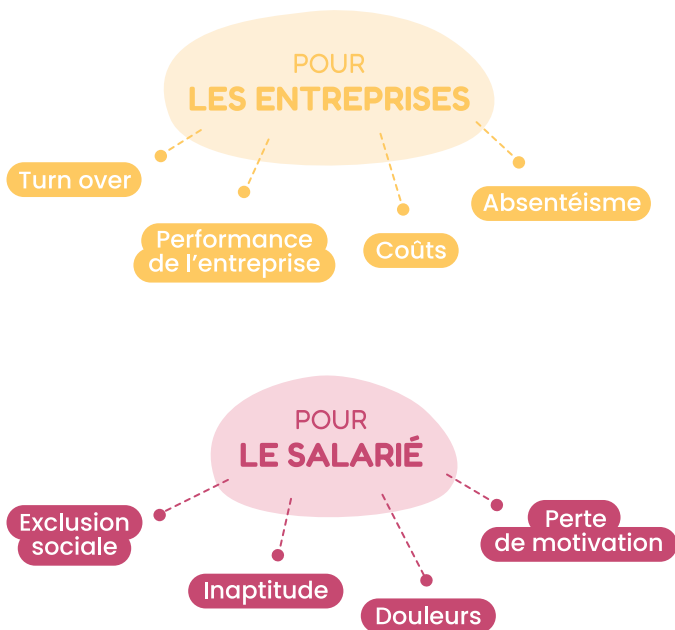 POUR
LES ENTREPRISES
Turn over
Performance
de l'entreprise
Coûts
Absentéisme
POUR
LE SALARIÉ
Exclusion
sociale
Inaptitude
Douleurs
Perte
de motivation